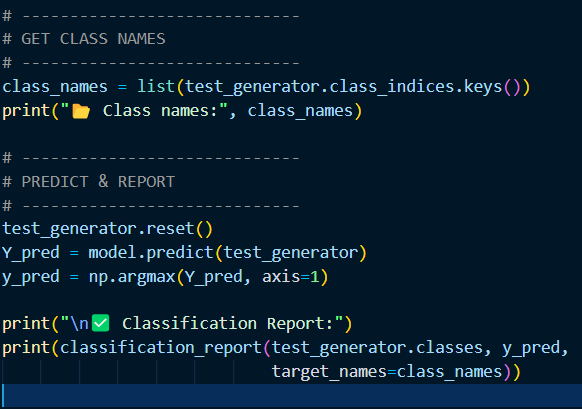 # -----------------------------
# GET CLASS NAMES
# -----------------------------
class_names = list(test_generator.class_indices.keys())
print("📂 Class names:", class_names)

# -----------------------------
# PREDICT & REPORT
# -----------------------------
test_generator.reset()
Y_pred = model.predict(test_generator)
y_pred = np.argmax(Y_pred, axis=1)

print("\n✅ Classification Report:")
print(classification_report(test_generator.classes, y_pred,
                            target_names=class_names))